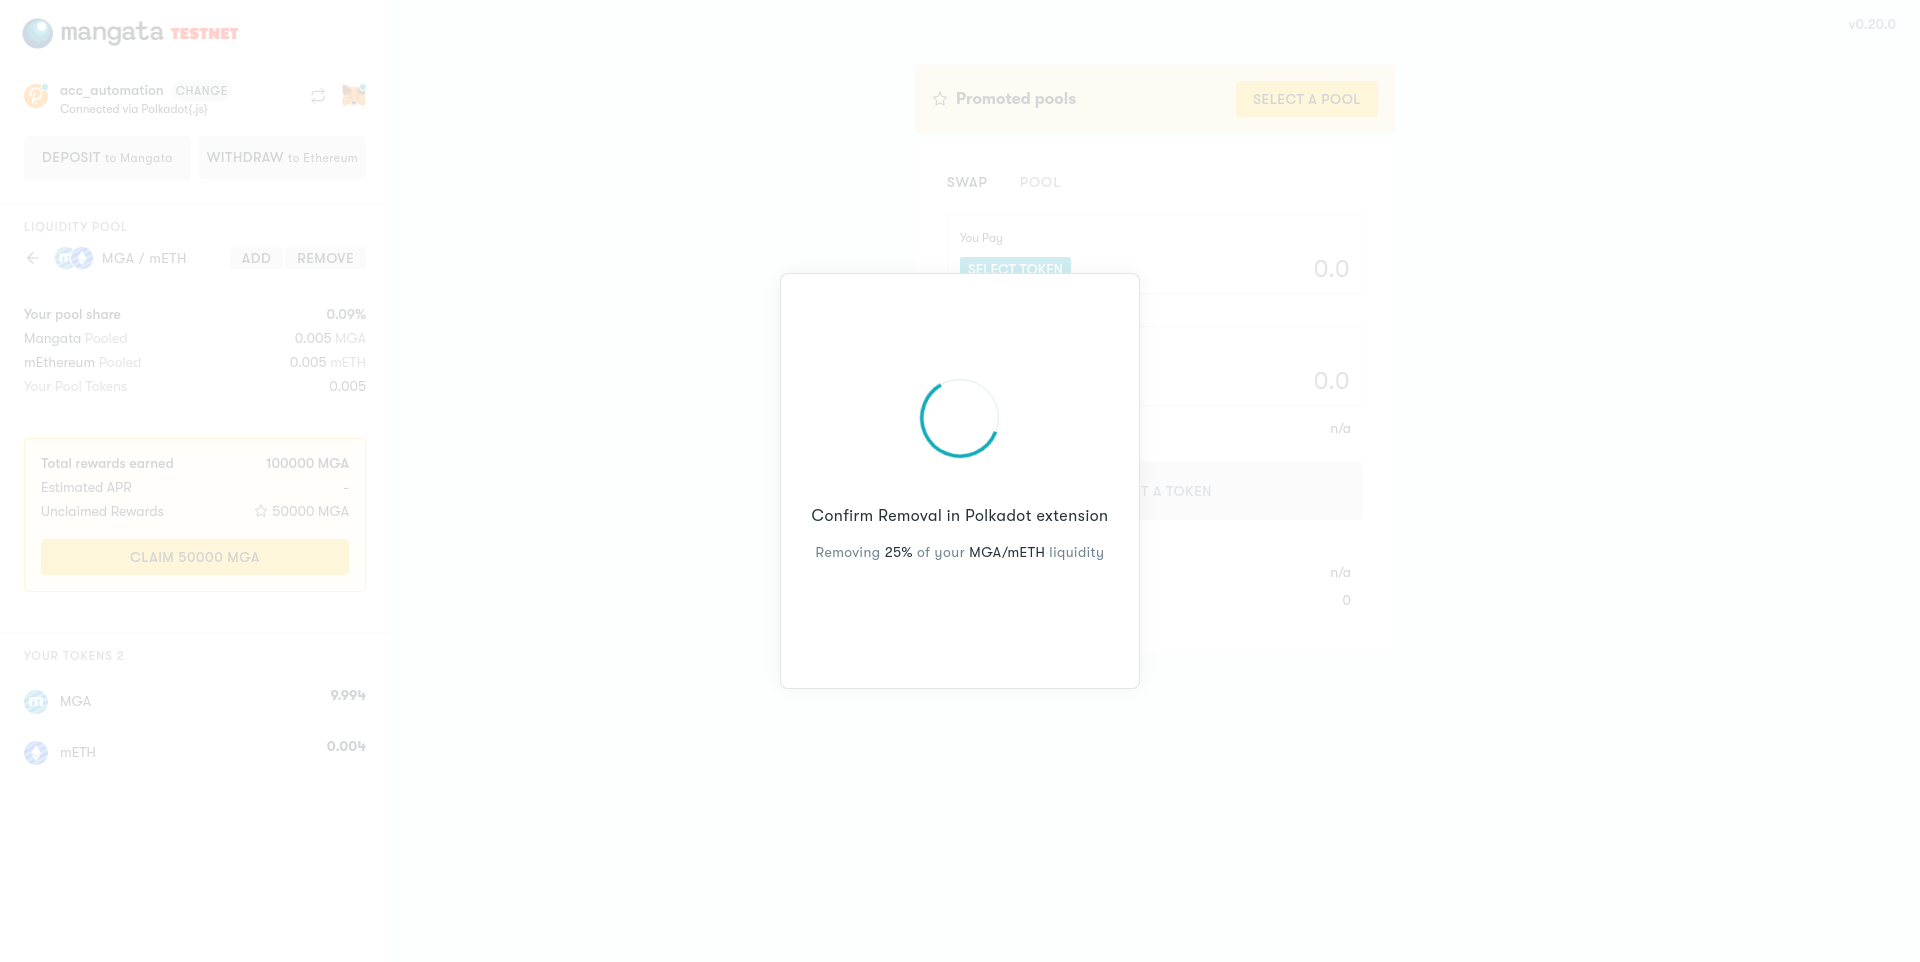 mangata TESTNET
v0.20.0
acc_automation CHANGE
Connected via Polkadot{.js}
DEPOSIT to Mangata
WITHDRAW to Ethereum
LIQUIDITY POOL
MGA / mETH
ADD
REMOVE
Your pool share 0.09%
Mangata Pooled 0.005 MGA
mEthereum Pooled 0.005 mETH
Your Pool Tokens 0.005
Total rewards earned 100000 MGA
Estimated APR -
Unclaimed Rewards 50000 MGA
CLAIM 50000 MGA
YOUR TOKENS 2
MGA 9.994
mETH 0.004
Promoted pools
SELECT A POOL
SWAP
POOL
You Pay
SELECT TOKEN
0.0
0.0
n/a
T A TOKEN
n/a
0
Confirm Removal in Polkadot extension
Removing 25% of your MGA/mETH liquidity